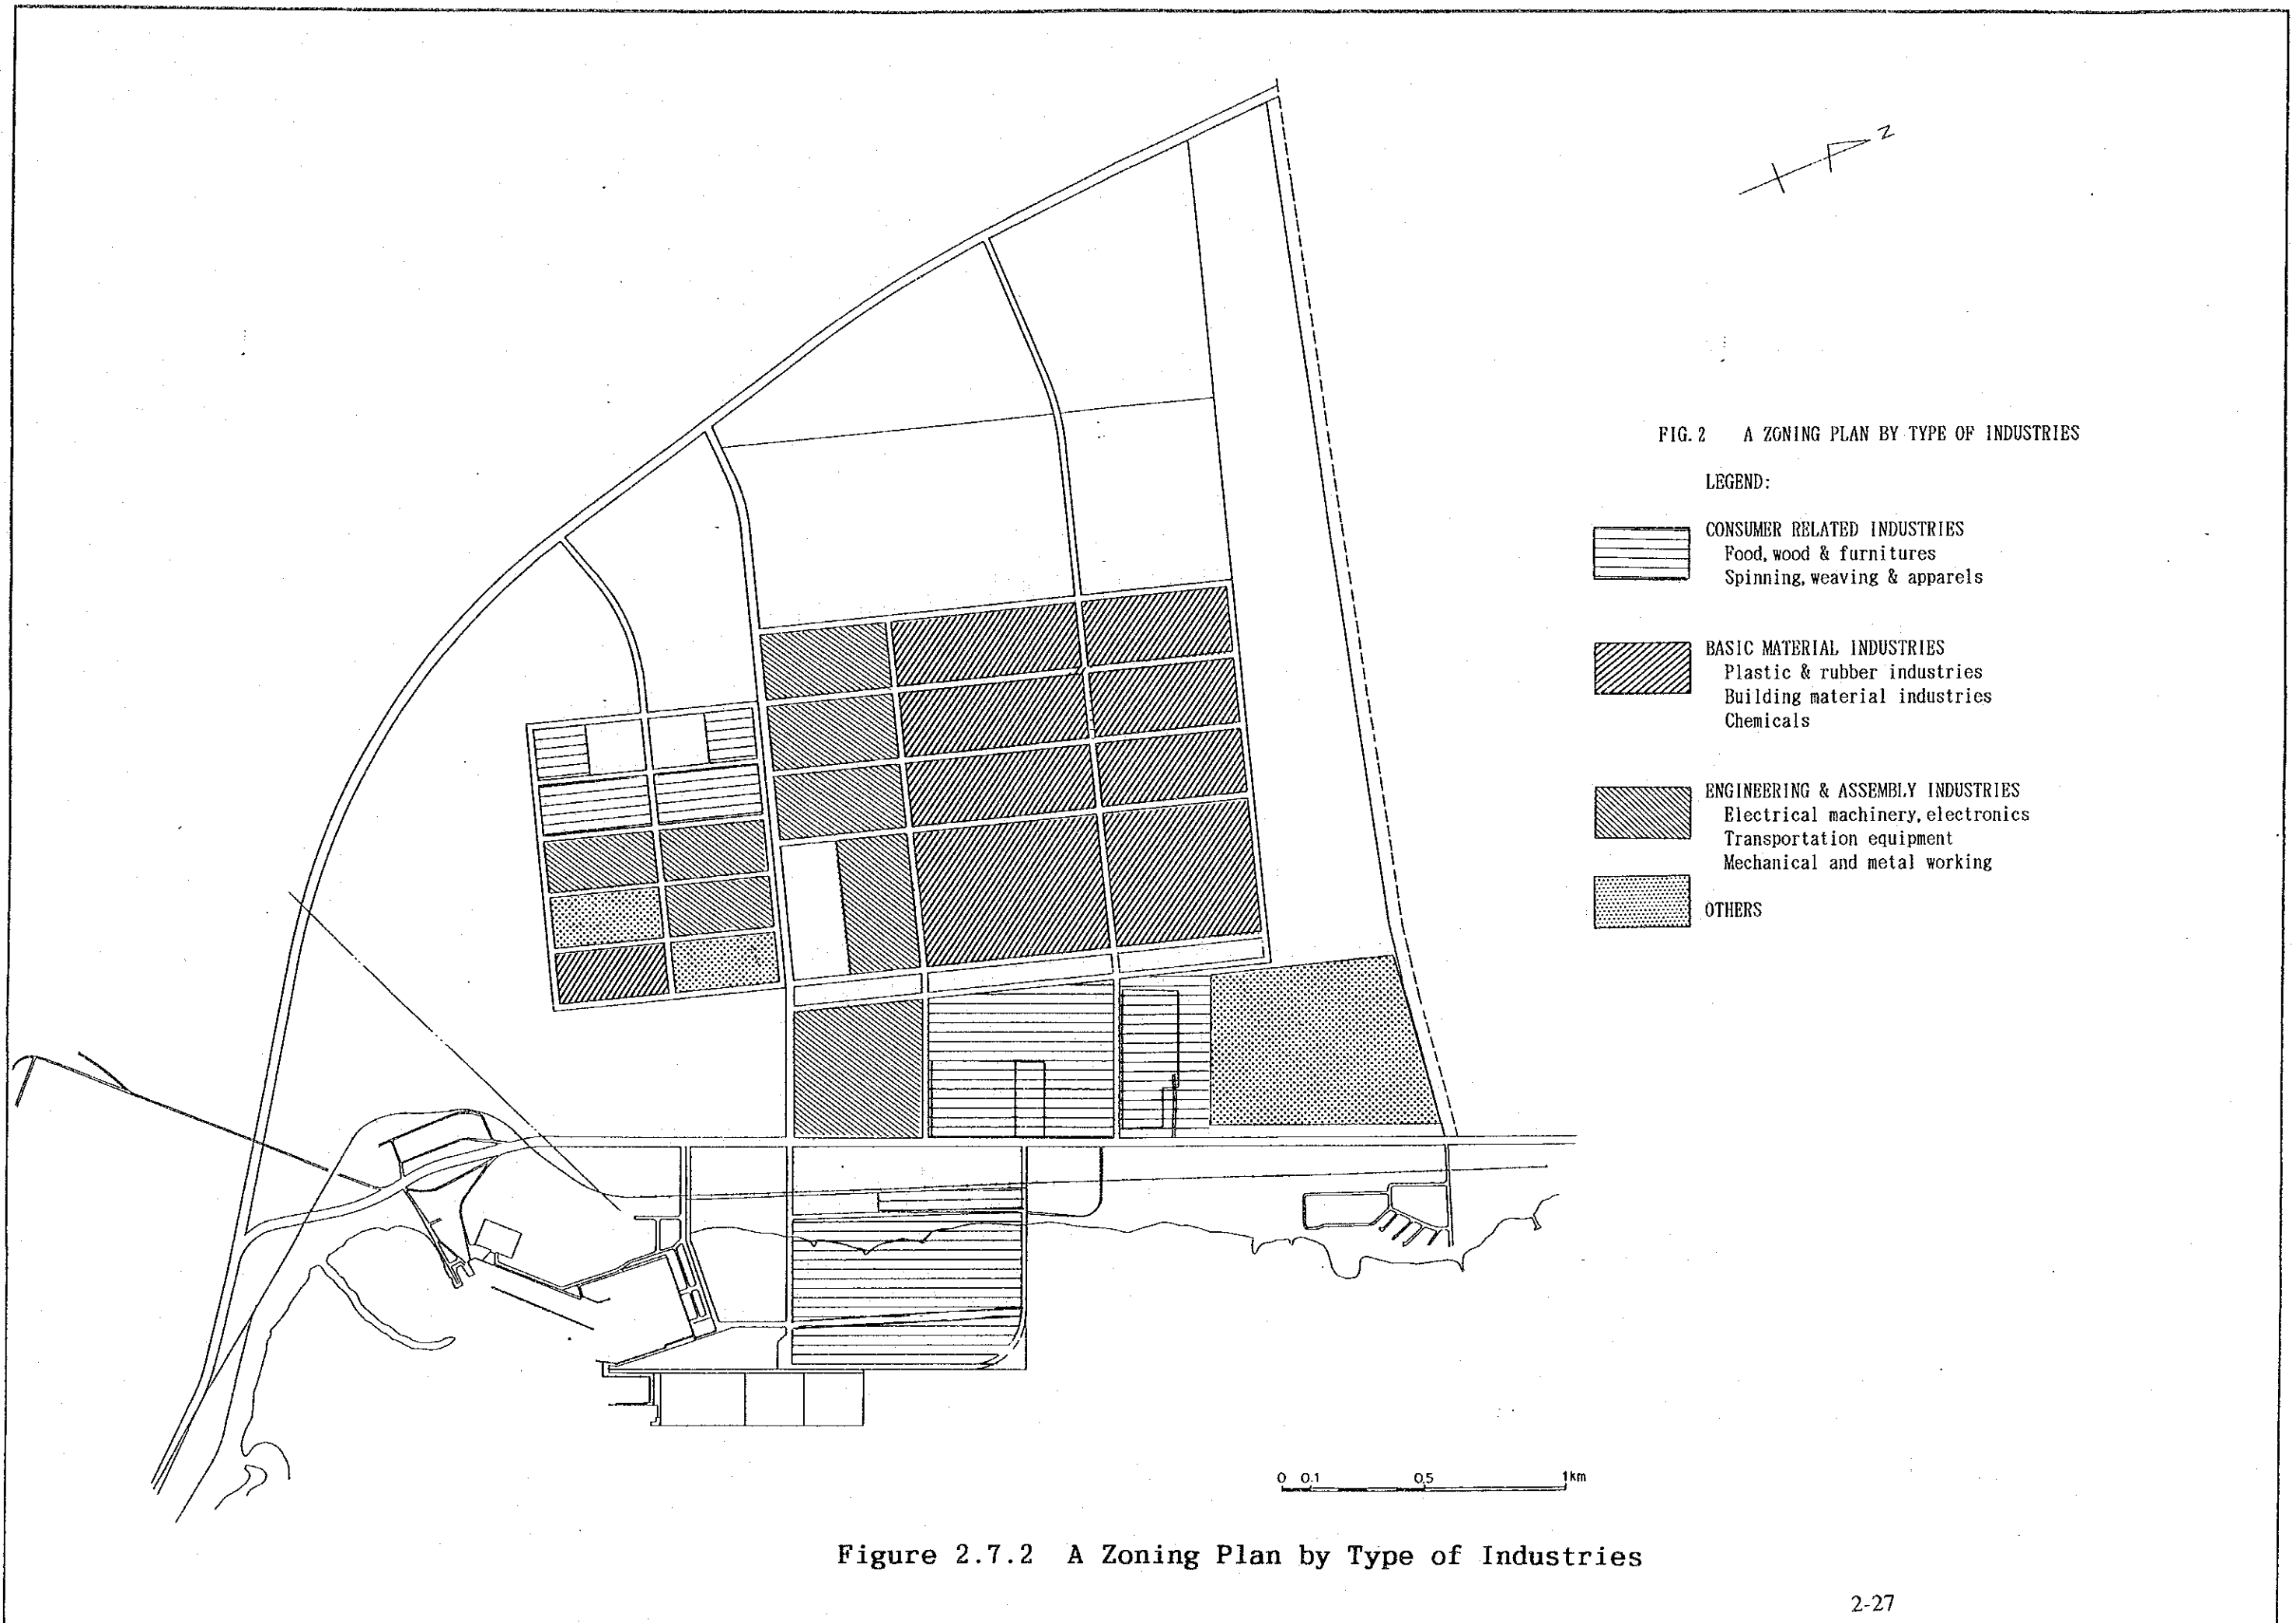 N
FIG. 2 A ZONING PLAN BY TYPE OF INDUSTRIES
LEGEND:
CONSUMER RELATED INDUSTRIES
Food, wood & furnitures
Spinning, weaving & apparels
BASIC MATERIAL INDUSTRIES
Plastic & rubber industries
Building material industries
Chemicals
ENGINEERING & ASSEMBLY INDUSTRIES
Electrical machinery, electronics
Transportation equipment
Mechanical and metal working
OTHERS
0 0.1 0.5 1km
Figure 2.7.2 A Zoning Plan by Type of Industries
2-27